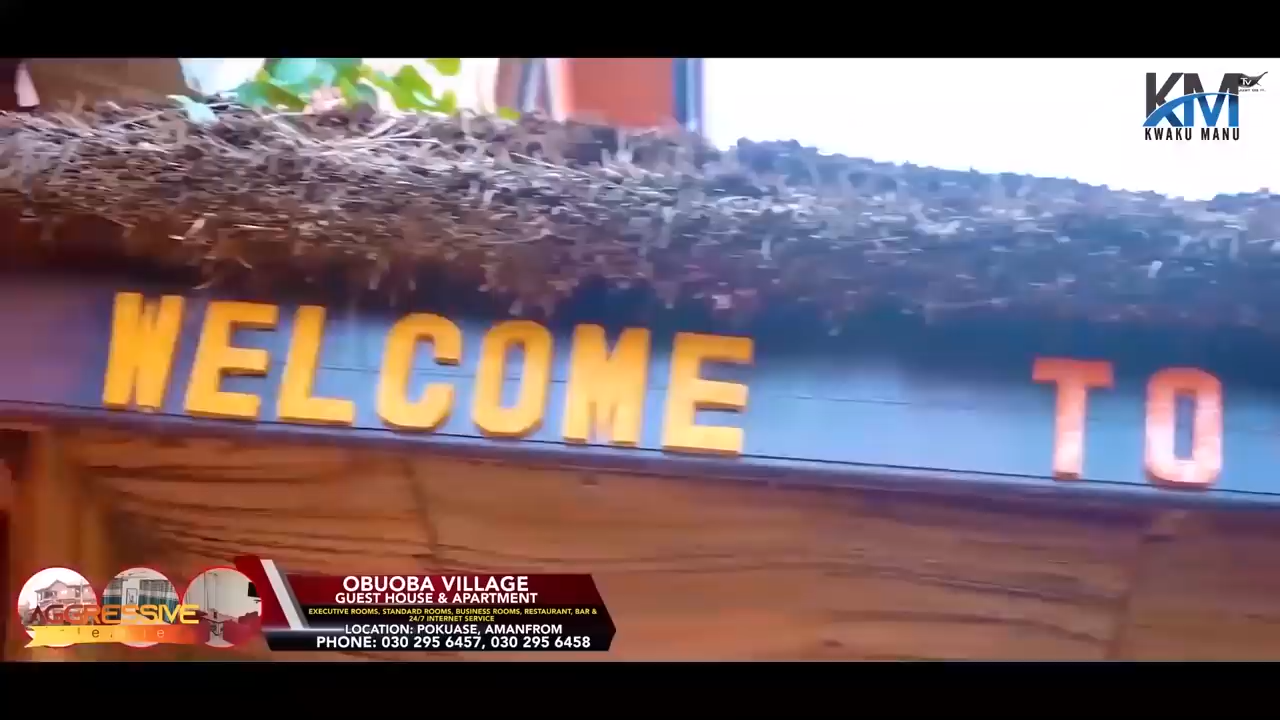 KM
Tv
KWAKU MANU
WELCOME TO
AGGRESSIVE
OBUOBA VILLAGE
GUEST HOUSE & APARTMENT
EXECUTIVE ROOMS, STANDARD ROOMS, BUSINESS ROOMS, RESTAURANT, BAR &
24/7 INTERNET SERVICE
LOCATION: POKUASE, AMANFROM
PHONE: 030 295 6457, 030 295 6458